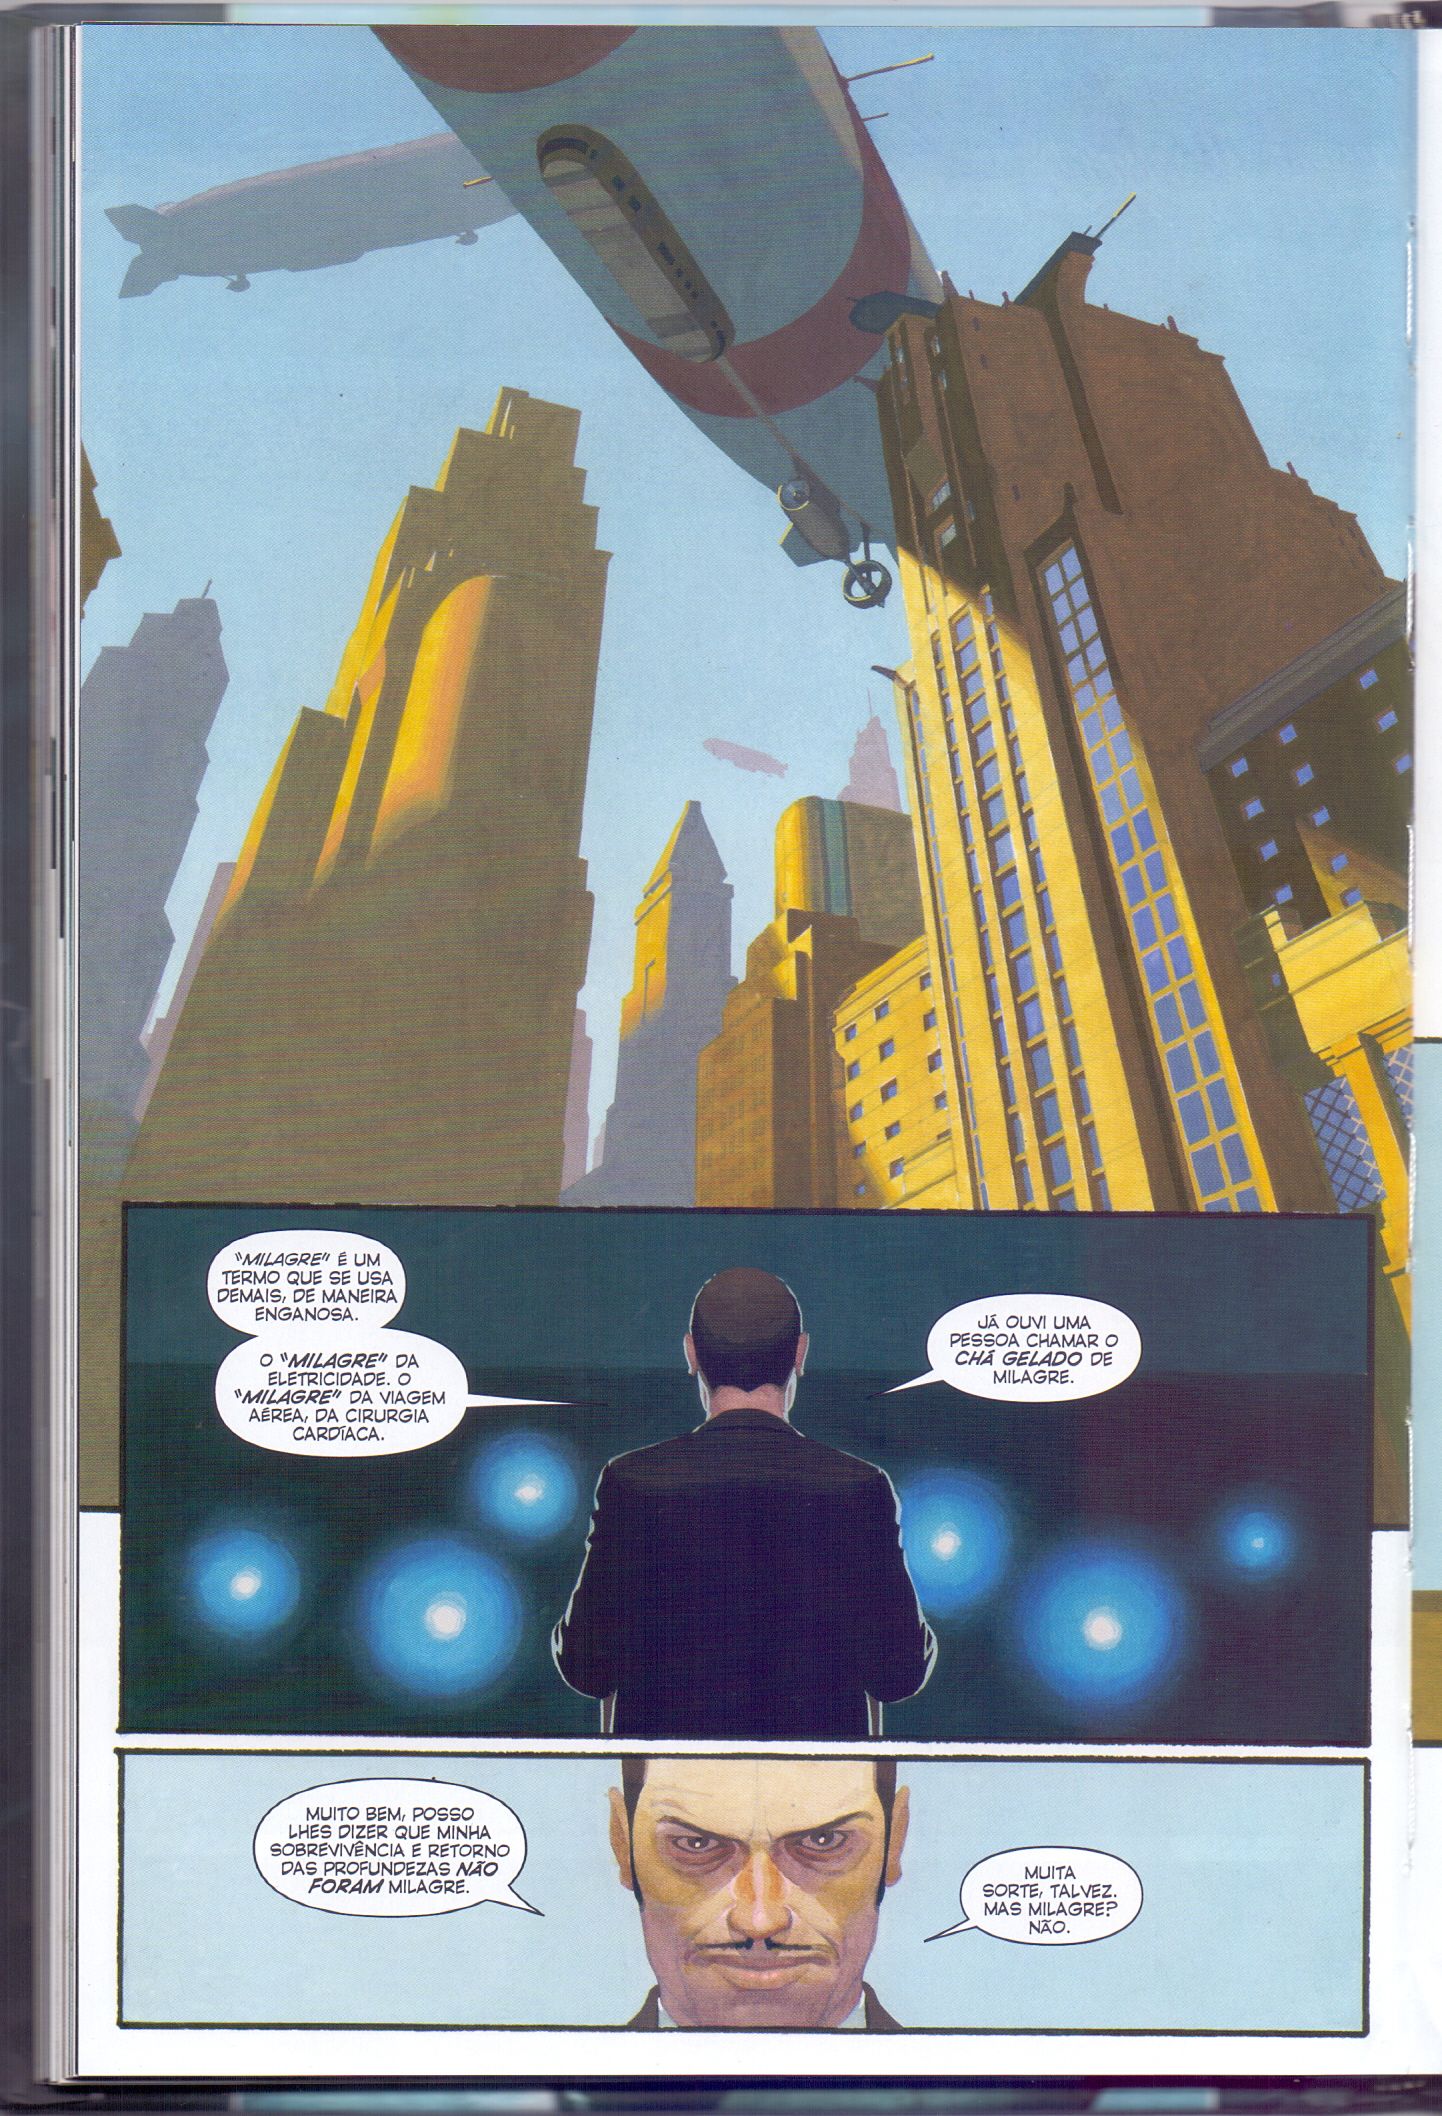 "MILAGRE" É UM
TERMO QUE SE USA
DEMAIS, DE MANEIRA
ENGANOSA.
O "MILAGRE" DA
ELETRICIDADE. O
"MILAGRE" DA VIAGEM
AÉREA, DA CIRURGIA
CARDÍACA.
JÁ OUVI UMA
PESSOA CHAMAR O
CHÁ GELADO DE
MILAGRE.
MUITO BEM, POSSO
LHES DIZER QUE MINHA
SOBREVIVÊNCIA E RETORNO
DAS PROFUNDEZAS NÃO
FORAM MILAGRE.
MUITA
SORTE, TALVEZ.
MAS MILAGRE?
NÃO.